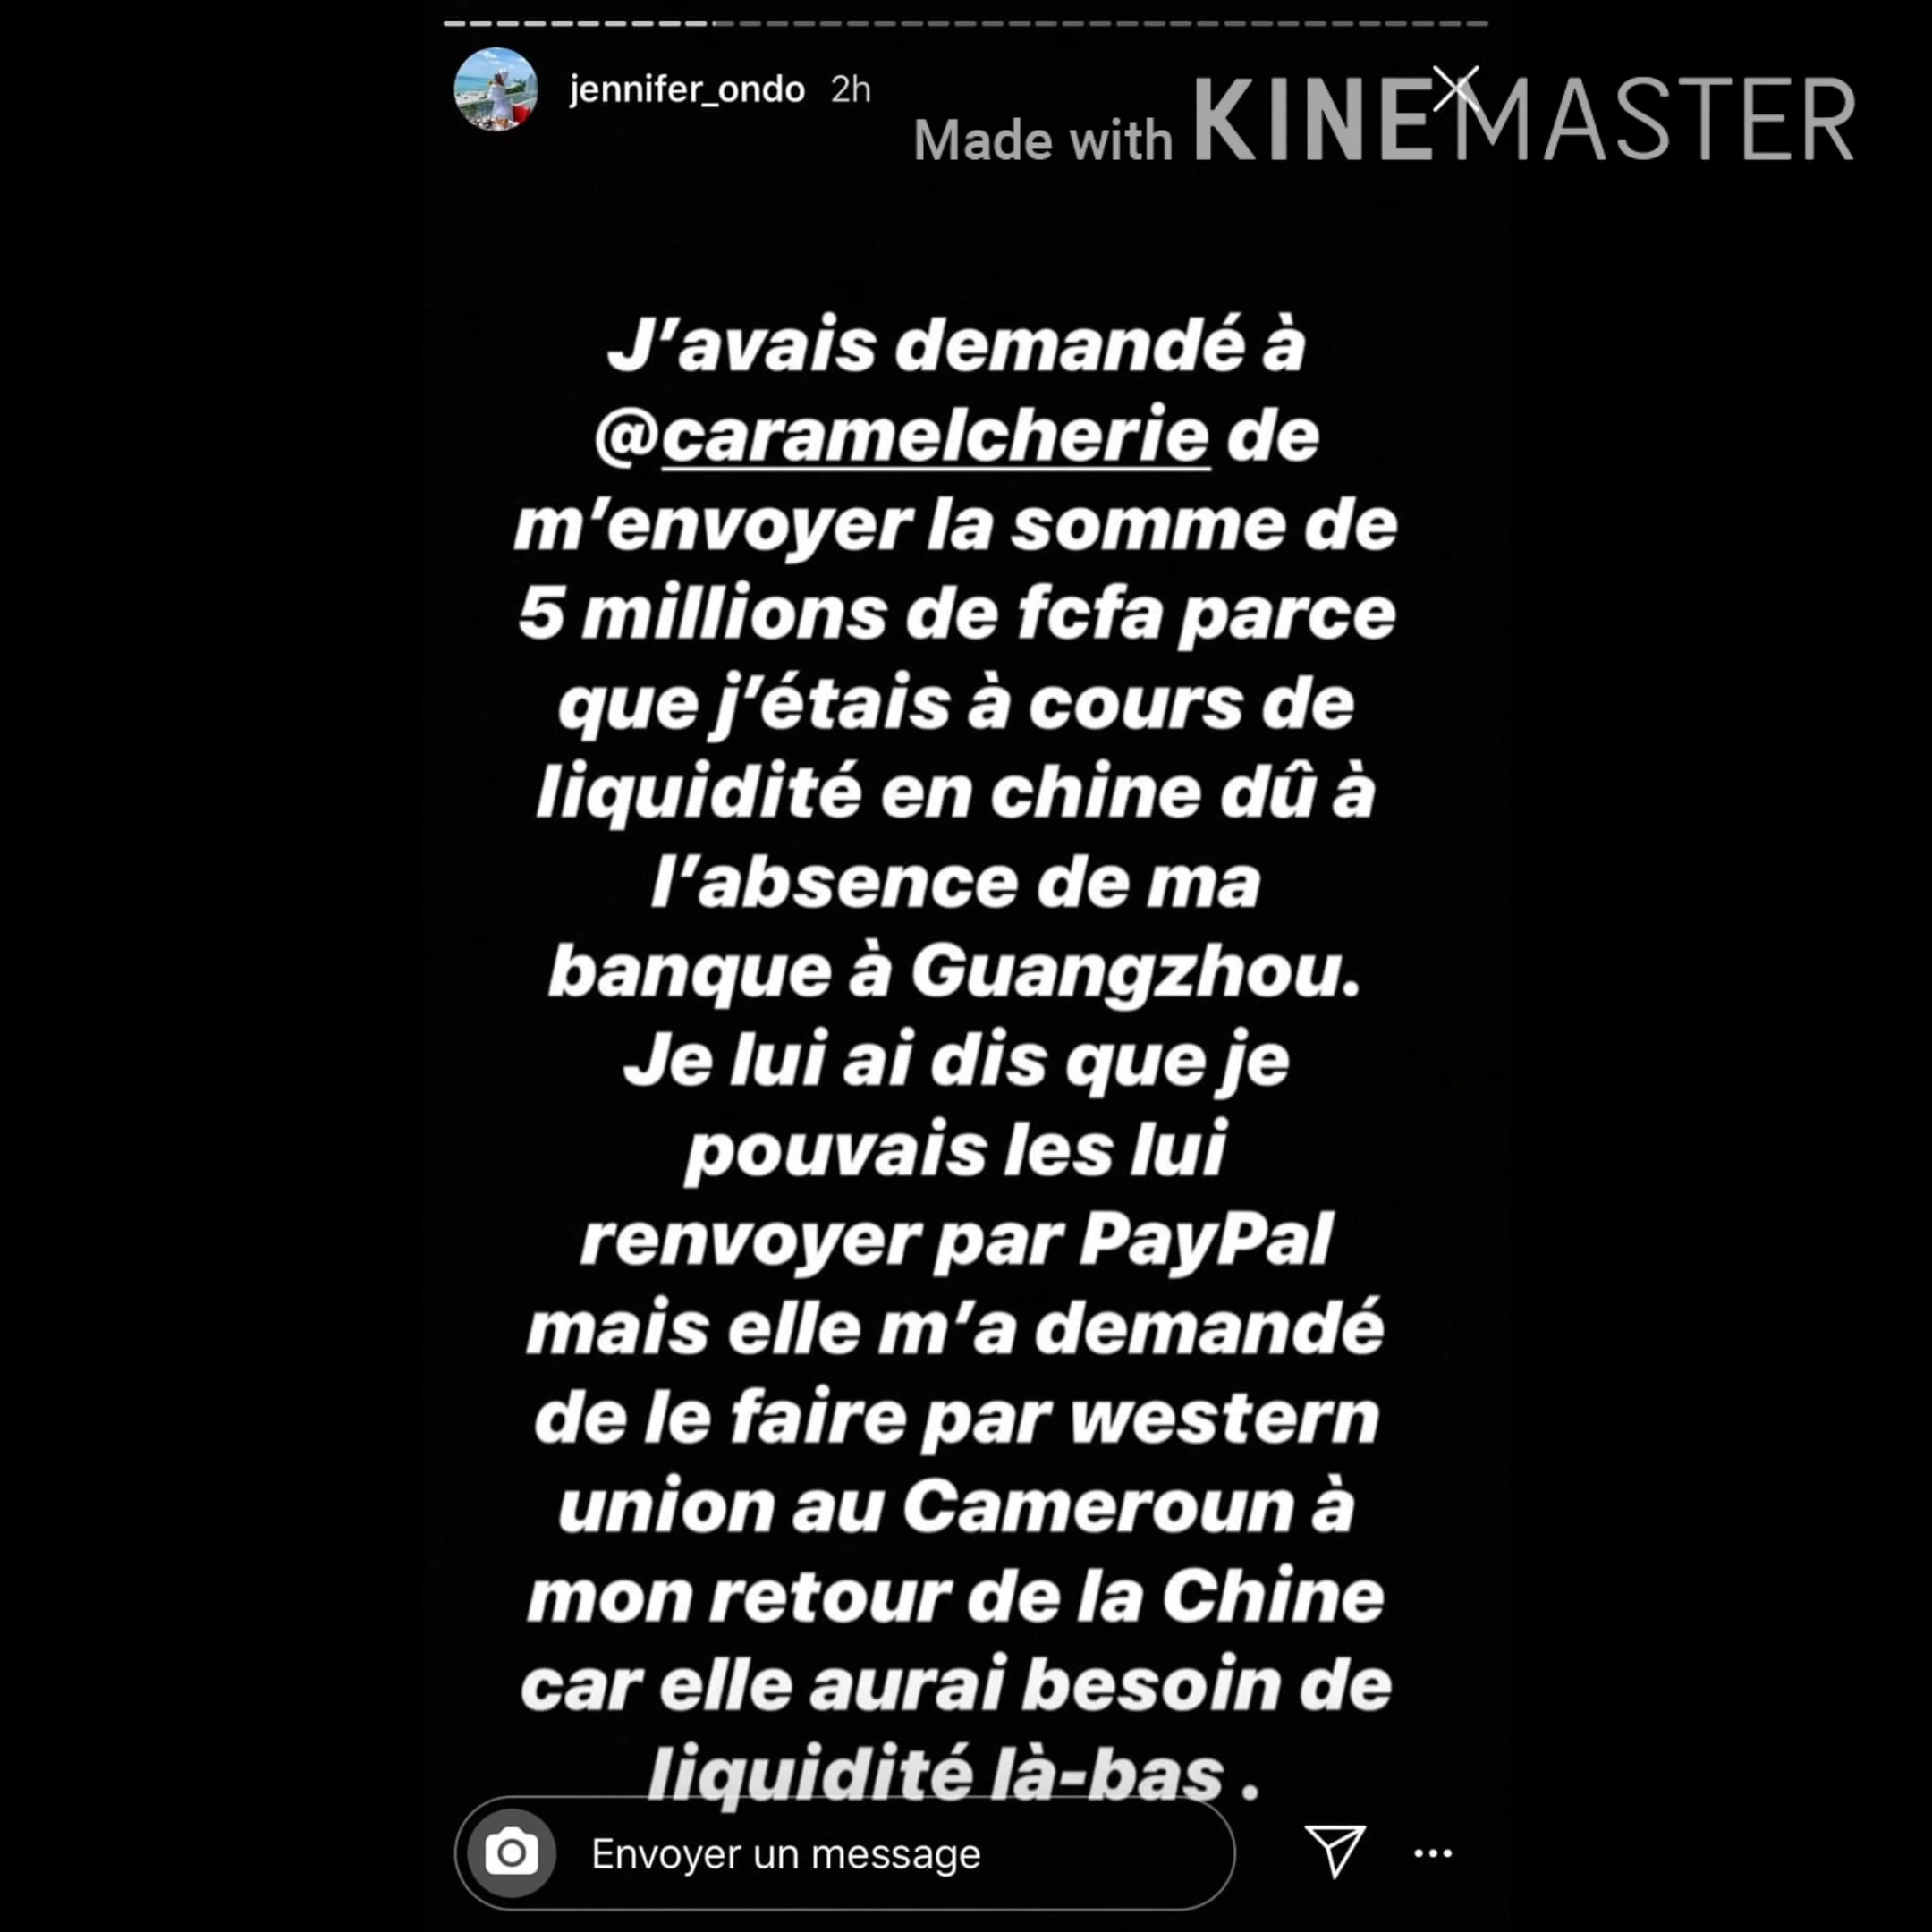 jennifer_ondo 2h
Made with KINEMASTER
J'avais demandé à
@caramelcherie de
m'envoyer la somme de
5 millions de fcfa parce
que j'étais à cours de
liquidité en chine dû à
l'absence de ma
banque à Guangzhou.
Je lui ai dis que je
pouvais les lui
renvoyer par PayPal
mais elle m'a demandé
de le faire par western
union au Cameroun à
mon retour de la Chine
car elle aurai besoin de
liquidité là-bas .
Envoyer un message